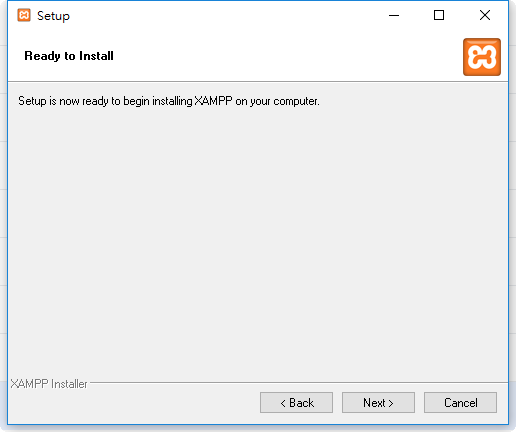 Setup
Ready to Install
Setup is now ready to begin installing XAMPP on your computer.
XAMPP Installer
< Back
Next >
Cancel